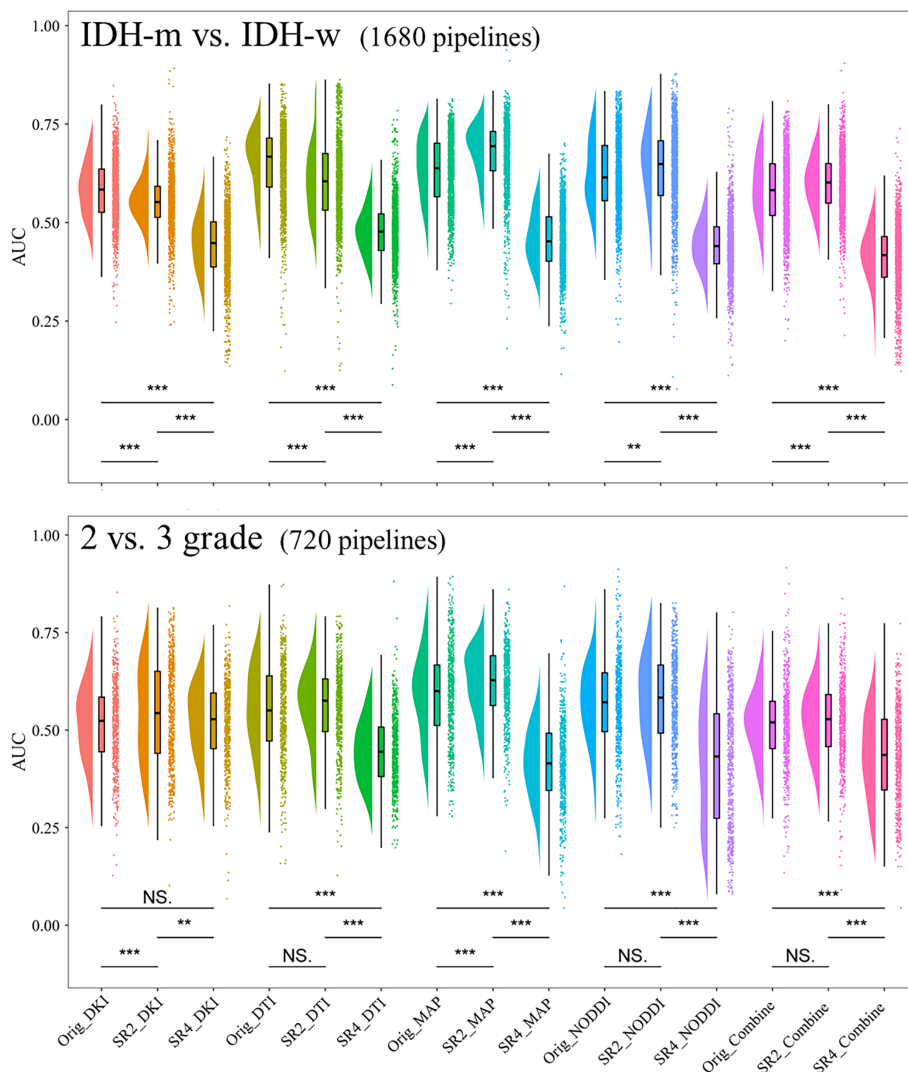 IDH-m vs. IDH-w (1680 pipelines)
1.00
0.75
0.50
0.25
0.00
AUC
*** *** *** *** ***
*** *** *** *** ***
*** *** *** ** ***
2 vs. 3 grade (720 pipelines)
1.00
0.75
0.50
0.25
0.00
AUC
NS. *** *** *** ***
** *** *** *** ***
*** NS. *** NS. NS.
Orig_DKI
SR2_DKI
SR4_DKI
Orig_DTI
SR2_DTI
SR4_DTI
Orig_MAP
SR2_MAP
SR4_MAP
Orig_NODDI
SR2_NODDI
SR4_NODDI
Orig_Combine
SR2_Combine
SR4_Combine